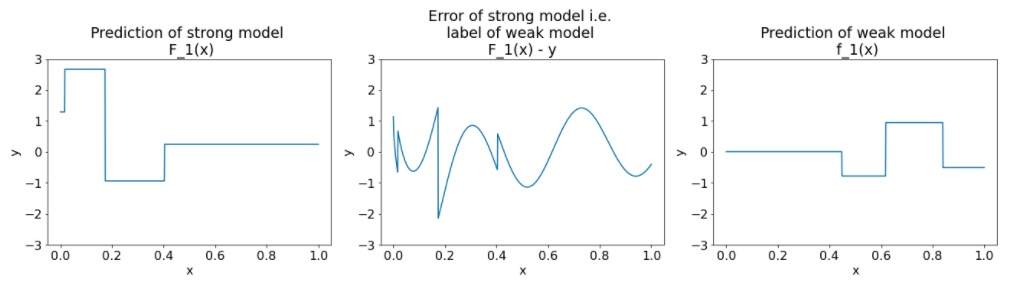 Prediction of strong model
F_1(x)
3
2
1
0
−1
−2
−3
y
0.0 0.2 0.4 0.6 0.8 1.0
x
Error of strong model i.e.
label of weak model
F_1(x) - y
3
2
1
0
−1
−2
−3
y
0.0 0.2 0.4 0.6 0.8 1.0
x
Prediction of weak model
f_1(x)
3
2
1
0
−1
−2
−3
y
0.0 0.2 0.4 0.6 0.8 1.0
x